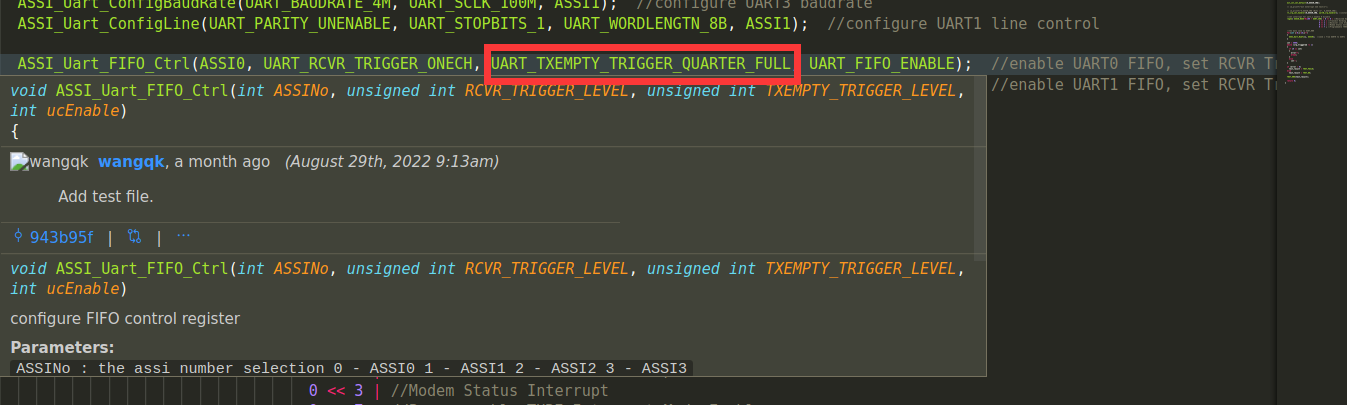 ASSI_Uart_ConfigBaudRate(UART_BAUDRATE_4M, UART_SCLK_100M, ASSI1);  //configure UART3 baudrate
ASSI_Uart_ConfigLine(UART_PARITY_UNENABLE, UART_STOPBITS_1, UART_WORDLENGTN_8B, ASSI1);  //configure UART1 line control
ASSI_Uart_FIFO_Ctrl(ASSI0, UART_RCVR_TRIGGER_ONECH, UART_TXEMPTY_TRIGGER_QUARTER_FULL  UART_FIFO_ENABLE);  //enable UART0 FIFO, set RCVR T
//enable UART1 FIFO, set RCVR T
void ASSI_Uart_FIFO_Ctrl(int ASSINo, unsigned int RCVR_TRIGGER_LEVEL, unsigned int TXEMPTY_TRIGGER_LEVEL,
int ucEnable)
{
wangqk wangqk, a month ago (August 29th, 2022 9:13am)
Add test file.
943b95f | | ...
void ASSI_Uart_FIFO_Ctrl(int ASSINo, unsigned int RCVR_TRIGGER_LEVEL, unsigned int TXEMPTY_TRIGGER_LEVEL,
int ucEnable)
configure FIFO control register
Parameters:
ASSINo : the assi number selection 0 - ASSI0 1 - ASSI1 2 - ASSI2 3 - ASSI3
0 << 3 | //Modem Status Interrupt